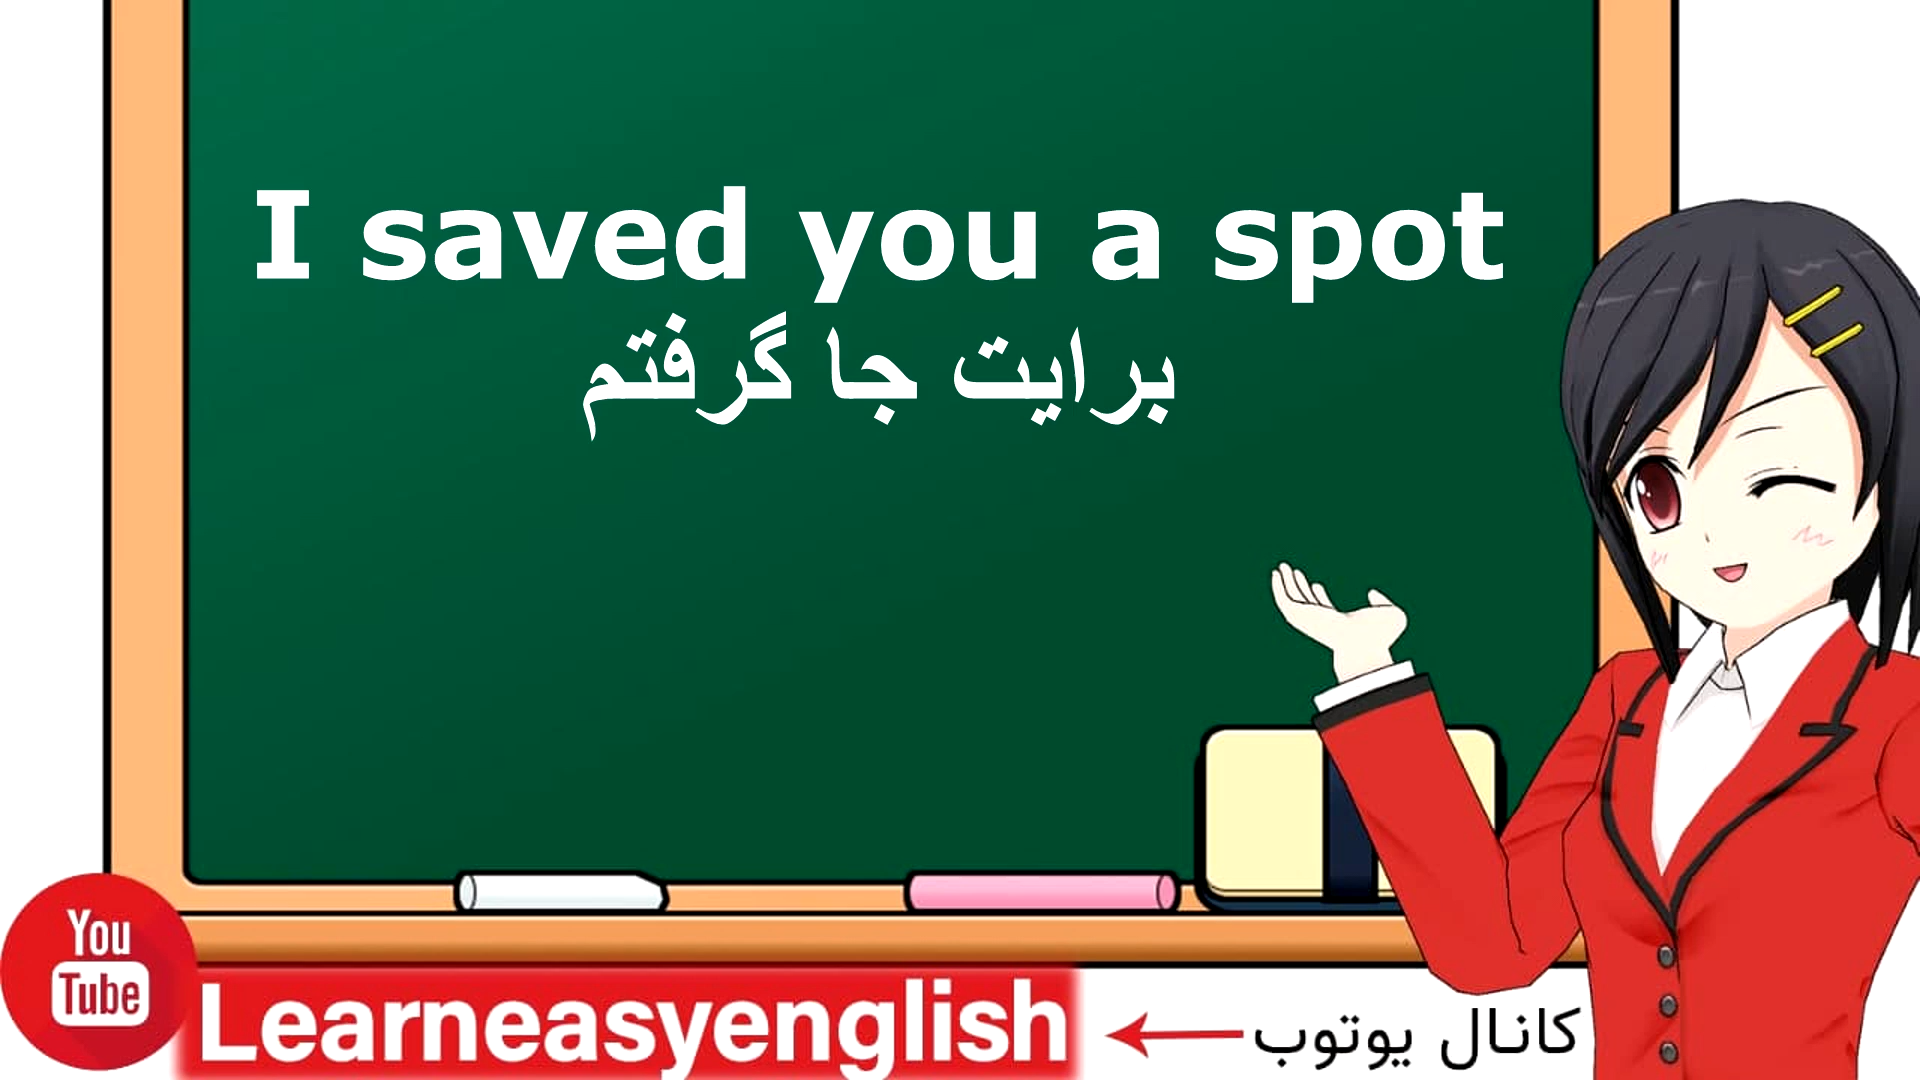 I saved you a spot
برایت جا گرفتم
You
Tube
Learneasyenglish
کانال یوتوب